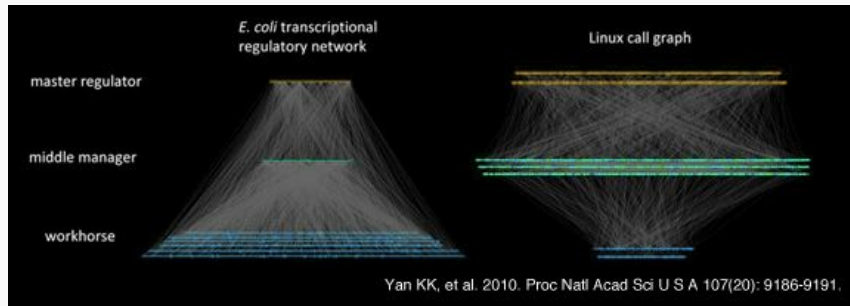 E. coli transcriptional
regulatory network
Linux call graph
master regulator
middle manager
workhorse
Yan KK, et al. 2010. Proc Natl Acad Sci U S A 107(20): 9186-9191.